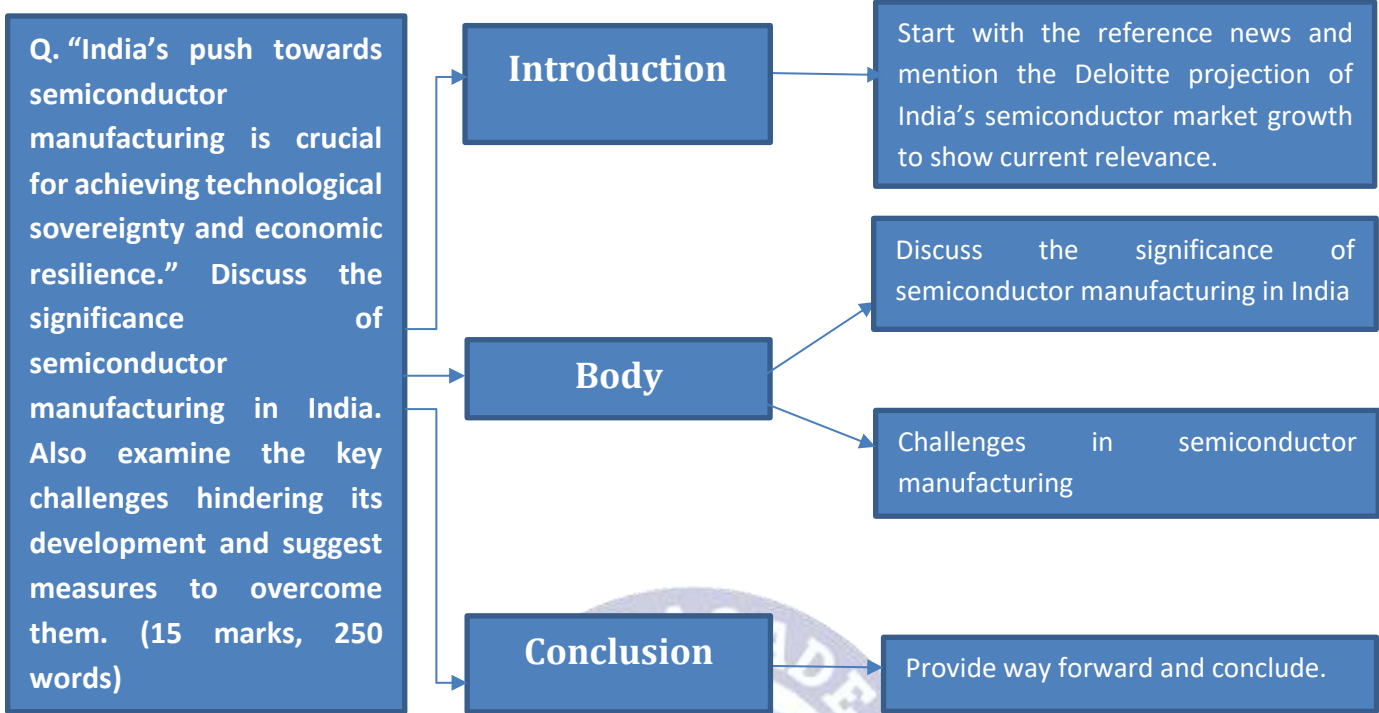 Q. “India’s push towards
semiconductor
manufacturing is crucial
for achieving technological
sovereignty and economic
resilience.” Discuss the
significance of
semiconductor
manufacturing in India.
Also examine the key
challenges hindering its
development and suggest
measures to overcome
them. (15 marks, 250
words)
Introduction
Start with the reference news and
mention the Deloitte projection of
India’s semiconductor market growth
to show current relevance.
Body
Discuss the significance of
semiconductor manufacturing in India
Challenges in semiconductor
manufacturing
Conclusion
Provide way forward and conclude.